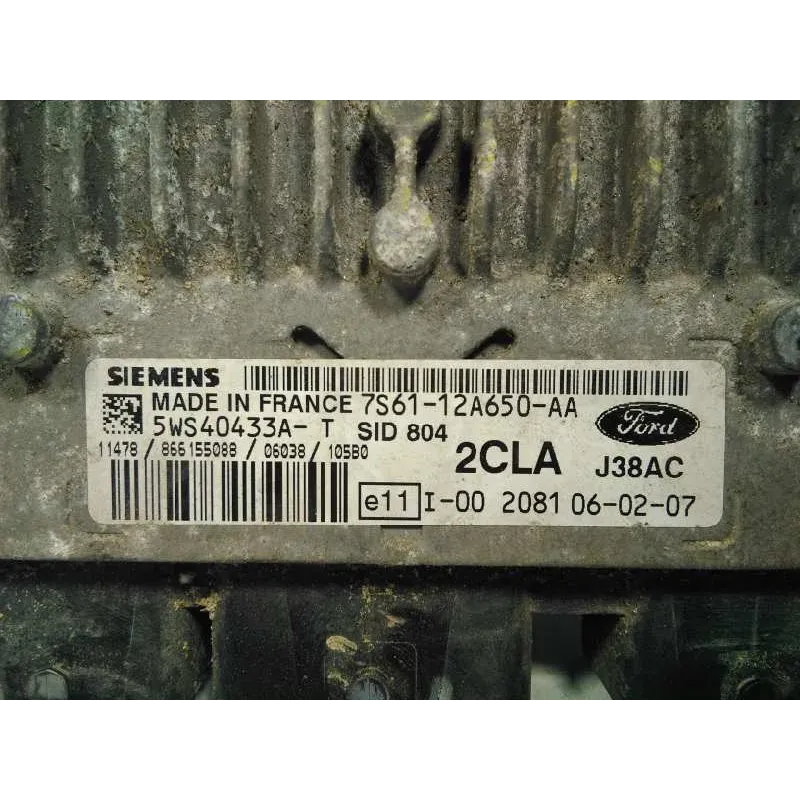 SIEMENS
MADE IN FRANCE 7S61-12A650-AA
5WS40433A- T SID 804
Ford
11478 / 866155088 / 06038 / 105B0
2CLA J38AC
e11 I-00 2081 06-02-07